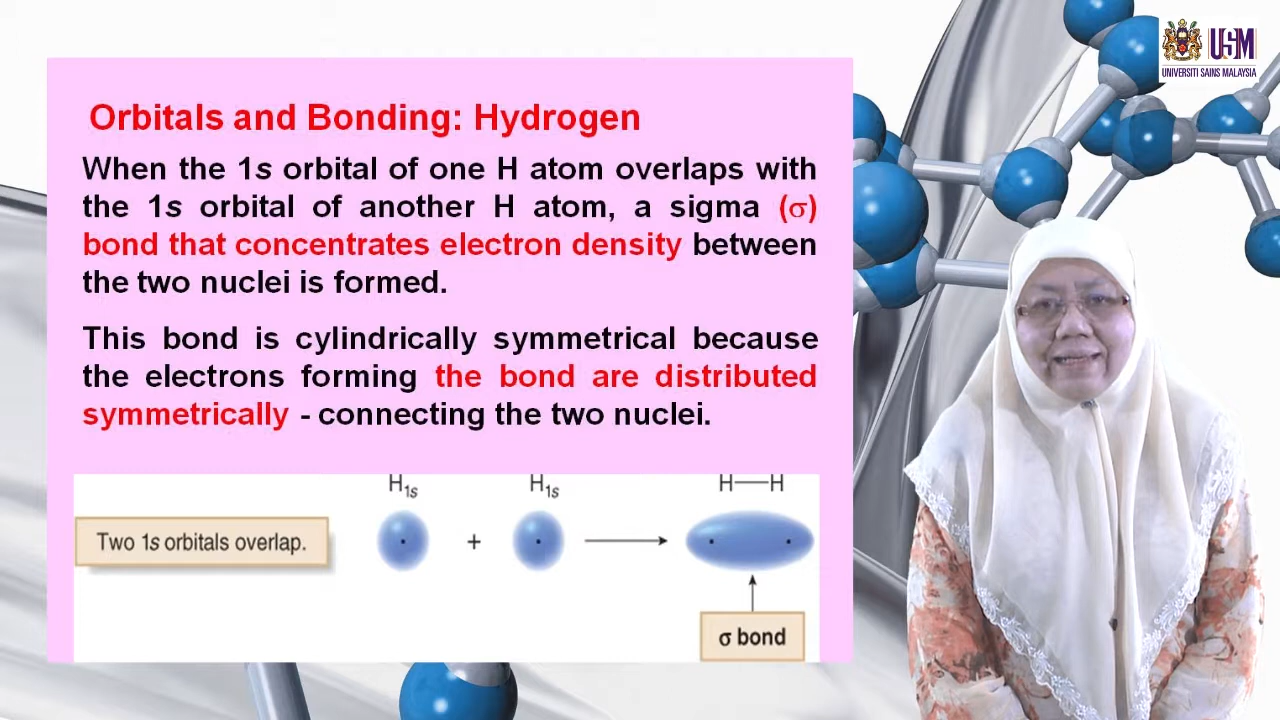 USM
UNIVERSITI SAINS MALAYSIA
Orbitals and Bonding: Hydrogen
When the 1s orbital of one H atom overlaps with
the 1s orbital of another H atom, a sigma (σ)
bond that concentrates electron density between
the two nuclei is formed.
This bond is cylindrically symmetrical because
the electrons forming the bond are distributed
symmetrically - connecting the two nuclei.
H1s H1s H—H
Two 1s orbitals overlap. +
σ bond